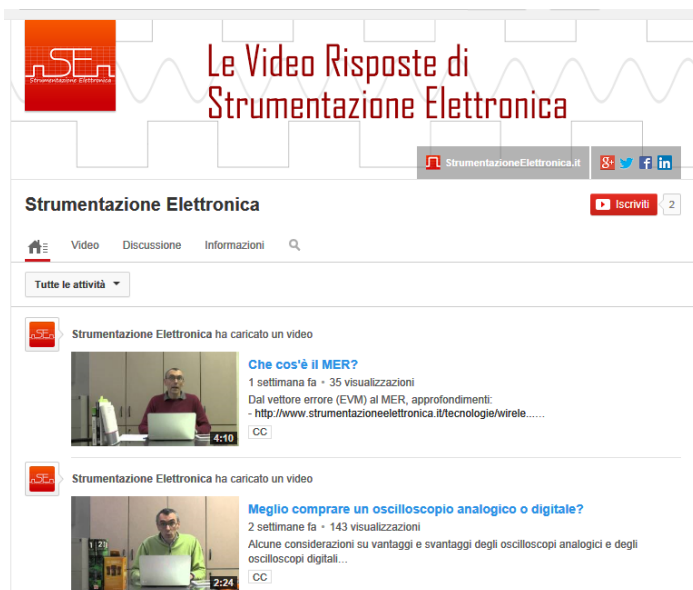 SE
Strumentazione Elettronica
Le Video Risposte di
Strumentazione Elettronica
StrumentazioneElettronica.it
Strumentazione Elettronica
Iscriviti 2
Video Discussione Informazioni
Tutte le attività
Strumentazione Elettronica ha caricato un video
Che cos'è il MER?
1 settimana fa • 35 visualizzazioni
Dal vettore errore (EVM) al MER, approfondimenti:
- http://www.strumentazioneelettronica.it/tecnologie/wirele......
CC
4:10
Strumentazione Elettronica ha caricato un video
Meglio comprare un oscilloscopio analogico o digitale?
2 settimane fa • 143 visualizzazioni
Alcune considerazioni su vantaggi e svantaggi degli oscilloscopi analogici e degli
oscilloscopi digitali...
CC
2:24